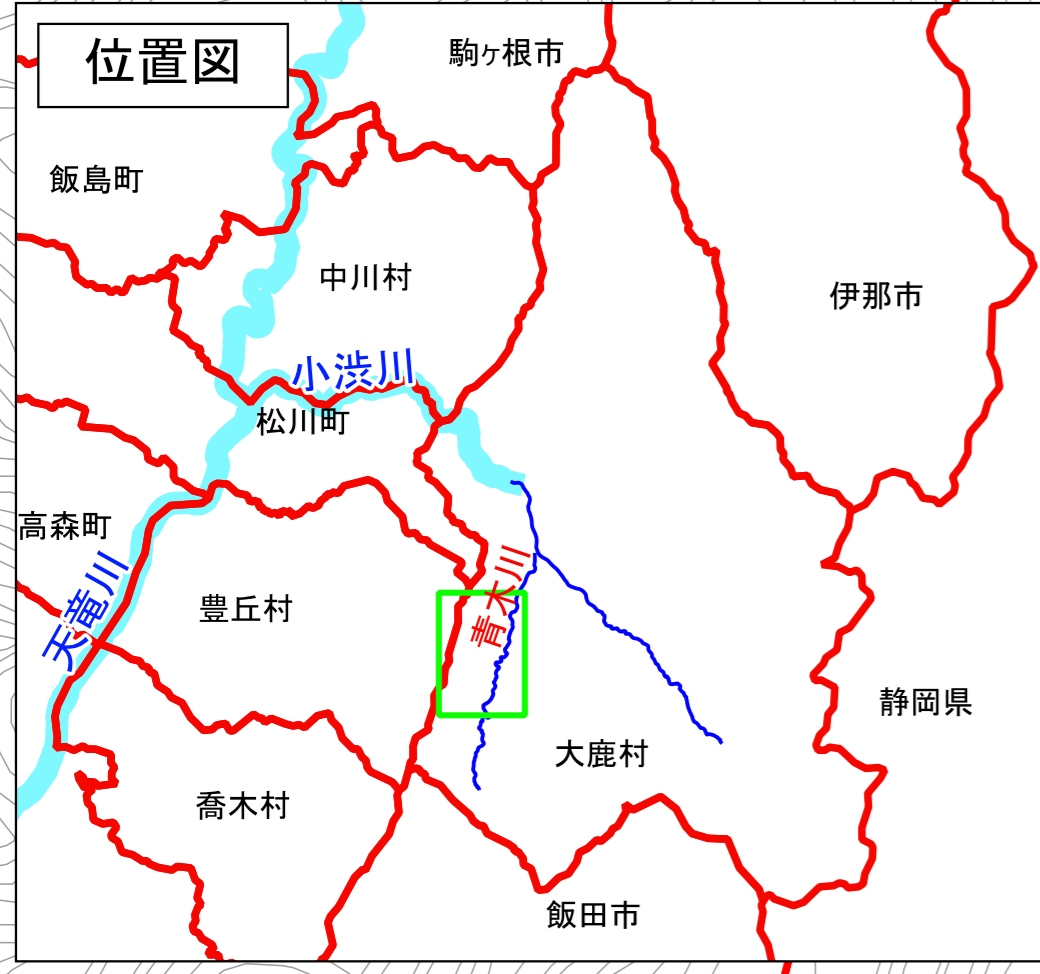 位置図
駒ヶ根市
飯島町
中川村
伊那市
小渋川
松川町
高森町
天竜川
青木川
豊丘村
静岡県
大鹿村
喬木村
飯田市